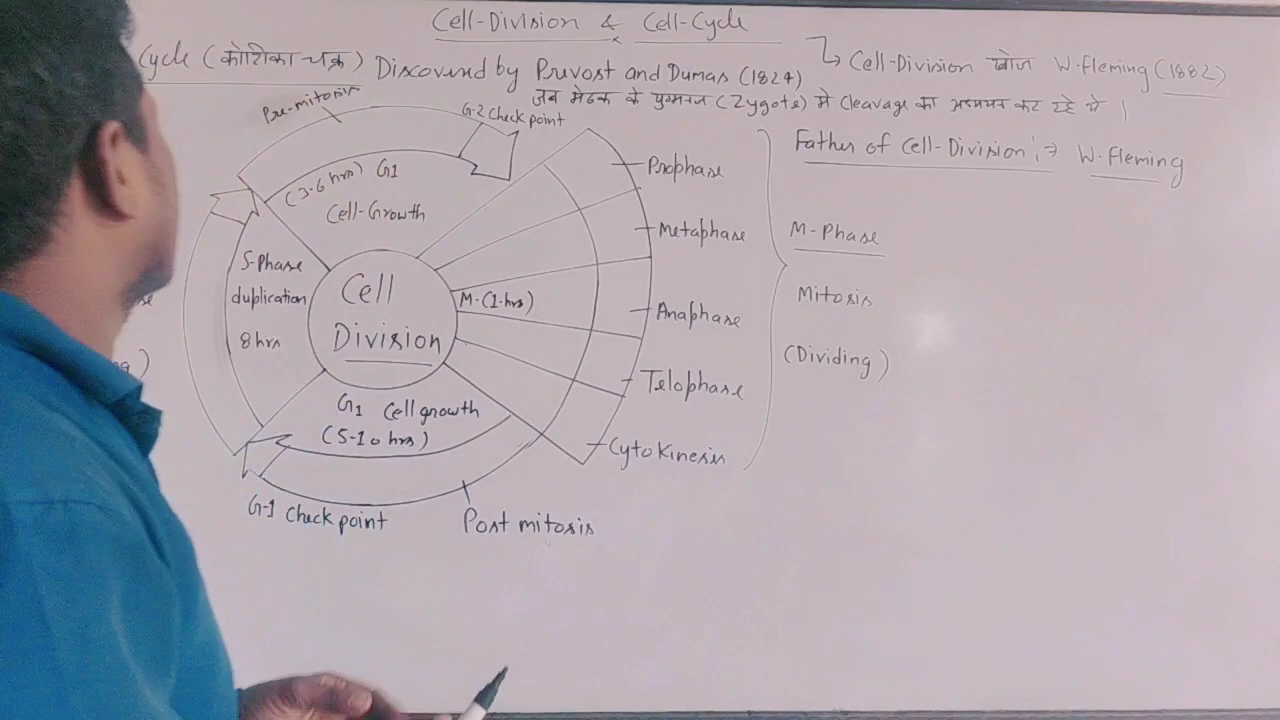 Cell-Division & Cell-Cycle
Cycle (कोशिका चक्र) Discoverd by Prevost and Dumas (1824)
जब मेढक के युग्मनज (Zygote) मे Cleavage का अध्ययन कर रहे थे ।
Cell-Division खोज W.Fleming (1882)
Father of Cell-Division :→ W.Fleming
Pre-mitosis
G-2 Check point
(3-6 hrs) G1
Cell-Growth
S-Phase
duplication
8 hrs
Cell
Division
M-(1-hrs)
G1 Cell growth
(5-10 hrs)
G-1 Check point
Post mitosis
Prophase
Metaphase
Anaphase
Telophase
Cytokinesis
M-Phase
Mitosis
(Dividing)